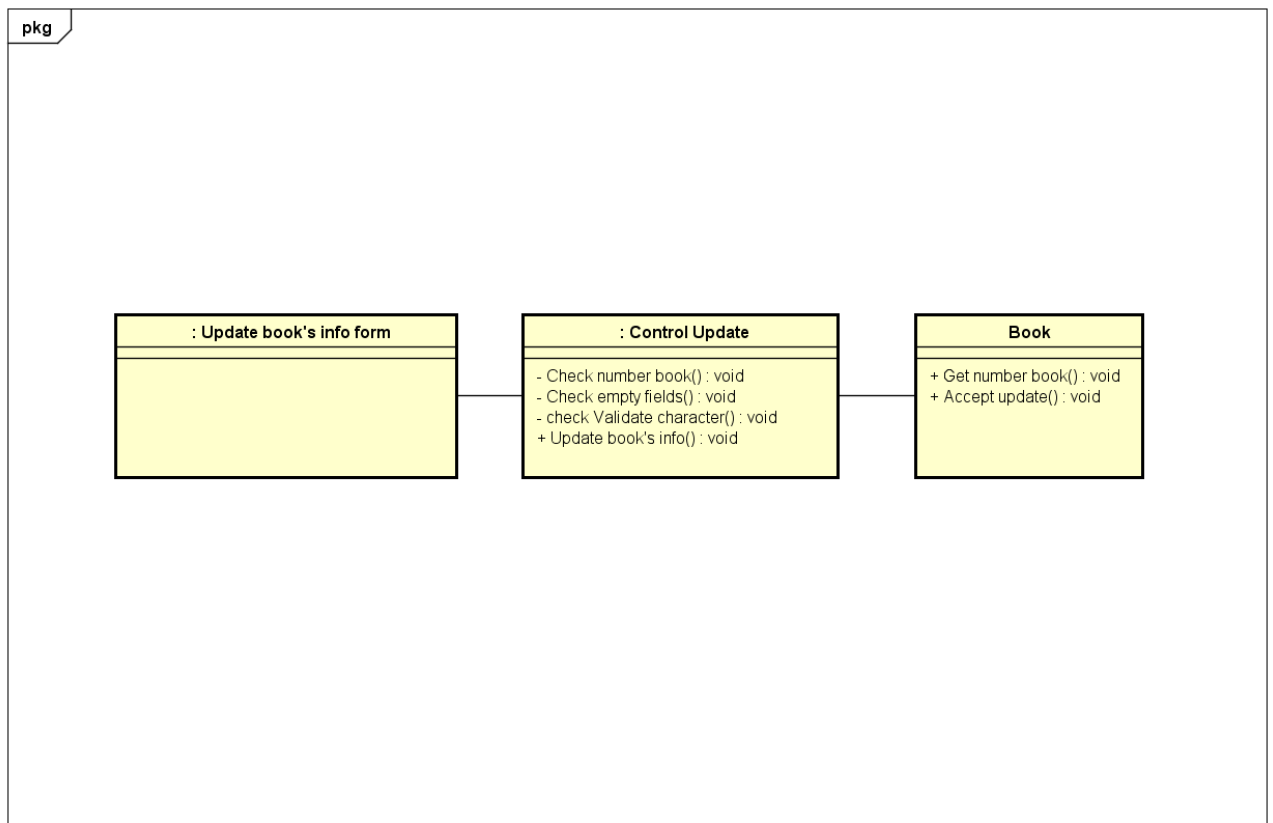 pkg
: Update book's info form
: Control Update
- Check number book() : void
- Check empty fields() : void
- check Validate character() : void
+ Update book's info() : void
Book
+ Get number book() : void
+ Accept update() : void